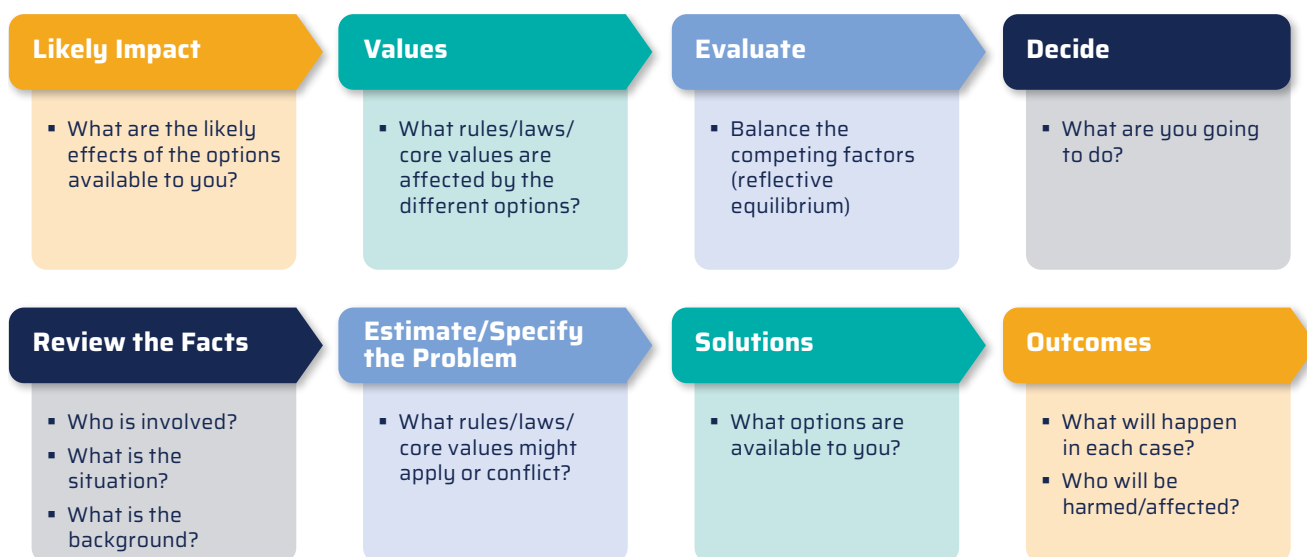 Likely Impact
▪ What are the likely
effects of the options
available to you?
Values
▪ What rules/laws/
core values are
affected by the
different options?
Evaluate
▪ Balance the
competing factors
(reflective
equilibrium)
Decide
▪ What are you going
to do?
Review the Facts
▪ Who is involved?
▪ What is the
situation?
▪ What is the
background?
Estimate/Specify
the Problem
▪ What rules/laws/
core values might
apply or conflict?
Solutions
▪ What options are
available to you?
Outcomes
▪ What will happen
in each case?
▪ Who will be
harmed/affected?